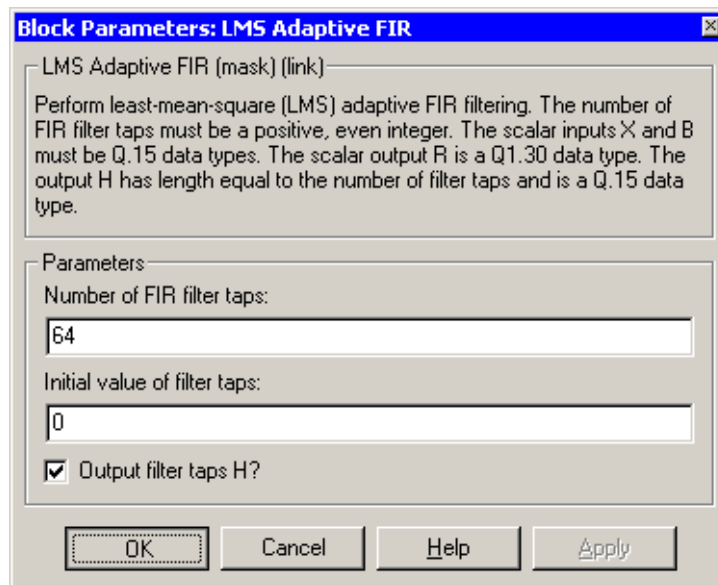 Block Parameters: LMS Adaptive FIR
LMS Adaptive FIR (mask) (link)
Perform least-mean-square (LMS) adaptive FIR filtering. The number of
FIR filter taps must be a positive, even integer. The scalar inputs X and B
must be Q.15 data types. The scalar output R is a Q1.30 data type. The
output H has length equal to the number of filter taps and is a Q.15 data
type.
Parameters
Number of FIR filter taps:
64
Initial value of filter taps:
0
Output filter taps H?
OK
Cancel
Help
Apply